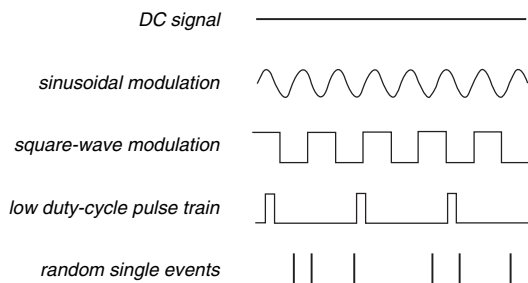 DC signal
sinusoidal modulation
square-wave modulation
low duty-cycle pulse train
random single events